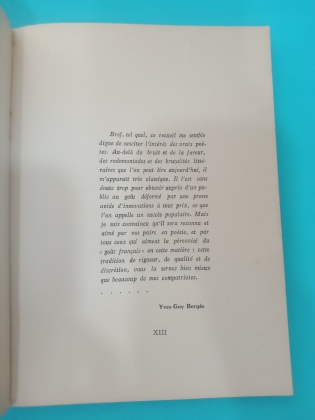 Bref, tel quel, ce recueil me semble
digne de susciter l'intérêt des vrais poè-
tes. Au-delà du bruit et de la fureur,
des redomontades et des brutalités litté-
raires que l'on peut lire aujourd'hui, il
m'apparaît très classique. Il l'est sans
doute trop pour obtenir auprès d'un pu-
blic au goût déformé par une presse
avide d'innovations à tout prix, ce que
l'on appelle un succès populaire. Mais
je suis convaincu qu'il sera reconnu et
aimé par vos pairs en poésie, et par
tous ceux qui aiment la pérennité du
« goût français » en cette matière : cette
tradition de rigueur, de qualité et de
discrétion, vous la servez bien mieux
que beaucoup de mes compatriotes.
. . . . . .
Yves-Guy Bergès
XIII